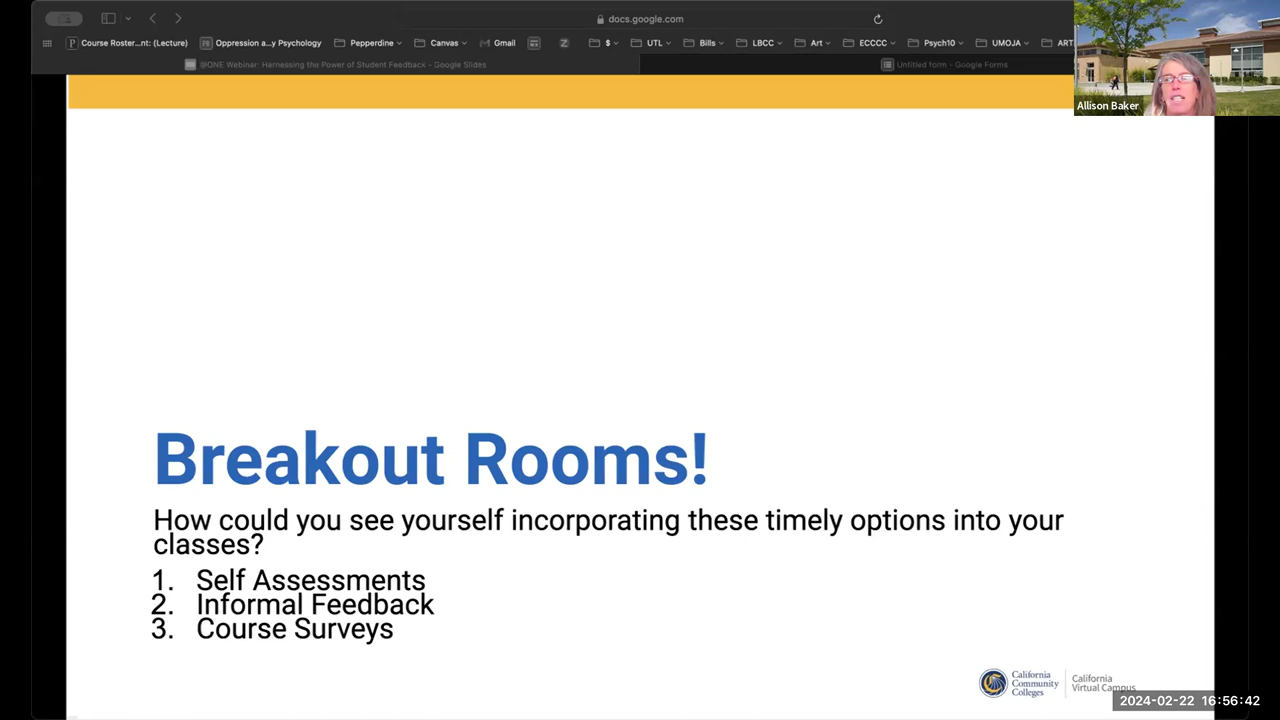 docs.google.com
Course Roster...nt: (Lecture)
Oppression a...y Psychology
Pepperdine
Canvas
Gmail
$
UTL
Bills
LBCC
Art
ECCCC
Psych10
UMOJA
ART
@ONE Webinar: Harnessing the Power of Student Feedback - Google Slides
Untitled form - Google Forms
Allison Baker
Breakout Rooms!
How could you see yourself incorporating these timely options into your
classes?
1. Self Assessments
2. Informal Feedback
3. Course Surveys
California
Community
Colleges
California
Virtual Campus
2024-02-22 16:56:42